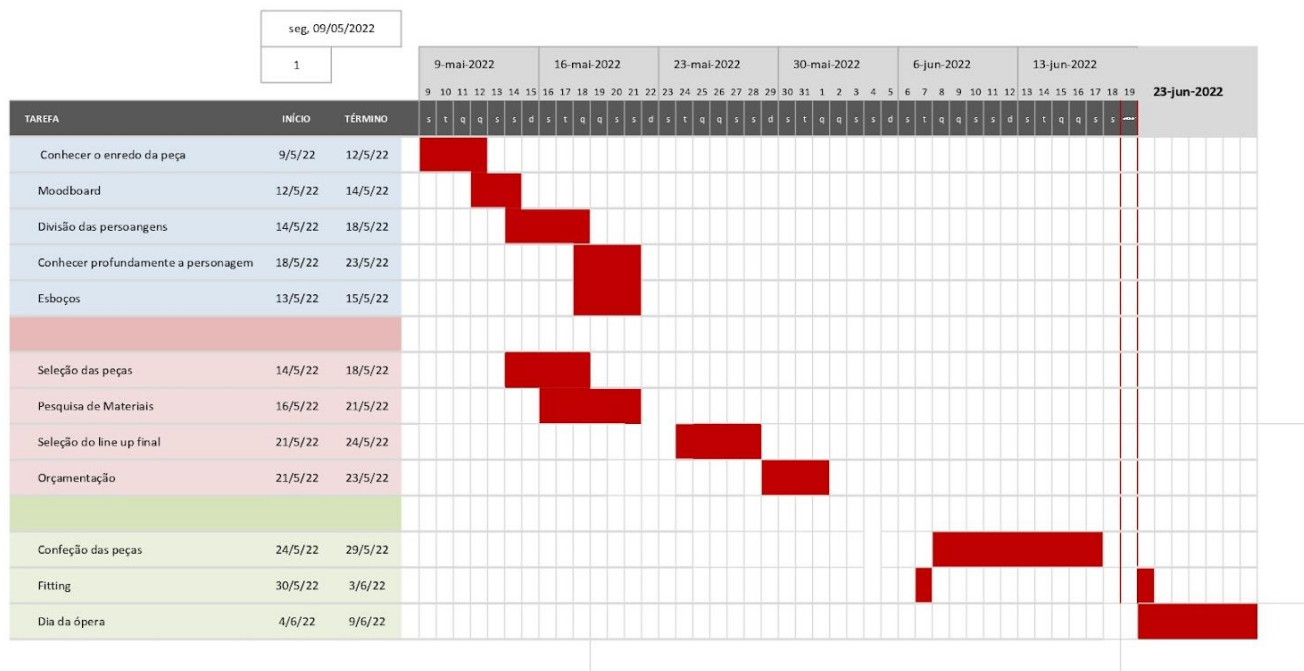 seg, 09/05/2022
1
9-mai-2022 16-mai-2022 23-mai-2022 30-mai-2022 6-jun-2022 13-jun-2022
9 10 11 12 13 14 15 16 17 18 19 20 21 22 23 24 25 26 27 28 29 30 31 1 2 3 4 5 6 7 8 9 10 11 12 13 14 15 16 17 18 19 23-jun-2022
TAREFA INÍCIO TÉRMINO s t q q s s d s t q q s s d s t q q s s d s t q q s s d s t q q s s d s t q q s s
Conhecer o enredo da peça 9/5/22 12/5/22
Moodboard 12/5/22 14/5/22
Divisão das persoangens 14/5/22 18/5/22
Conhecer profundamente a personagem 18/5/22 23/5/22
Esboços 13/5/22 15/5/22
Seleção das peças 14/5/22 18/5/22
Pesquisa de Materiais 16/5/22 21/5/22
Seleção do line up final 21/5/22 24/5/22
Orçamentação 21/5/22 23/5/22
Confeção das peças 24/5/22 29/5/22
Fitting 30/5/22 3/6/22
Dia da ópera 4/6/22 9/6/22